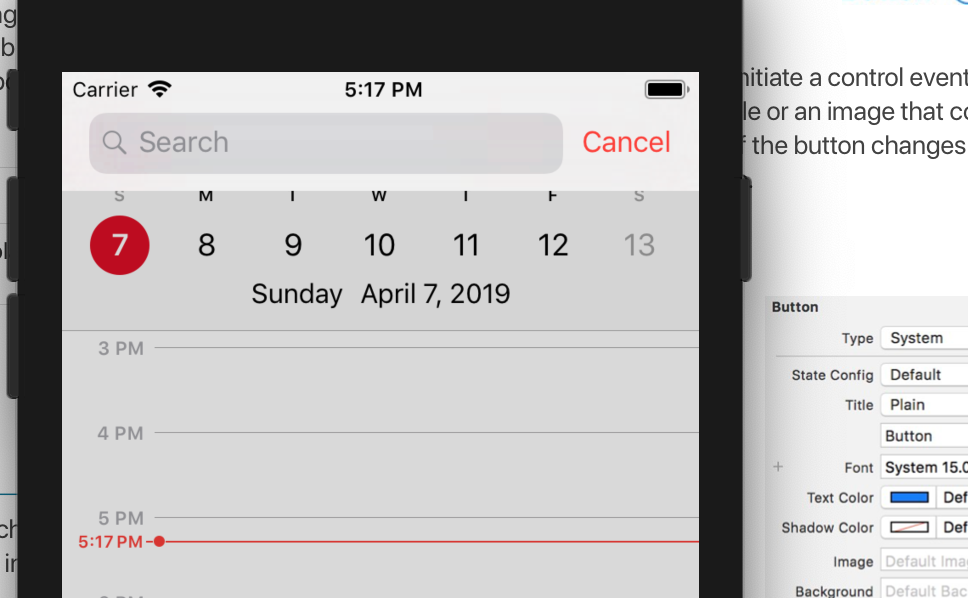 Carrier
5:17 PM
Search
Cancel
S M T W T F S
7 8 9 10 11 12 13
Sunday April 7, 2019
3 PM
4 PM
5 PM
5:17 PM
nitiate a control event
le or an image that co
f the button changes
Button
Type System
State Config Default
Title Plain
Button
+ Font System 15.0
Text Color Def
Shadow Color Def
Image Default Ima
Background Default Bac